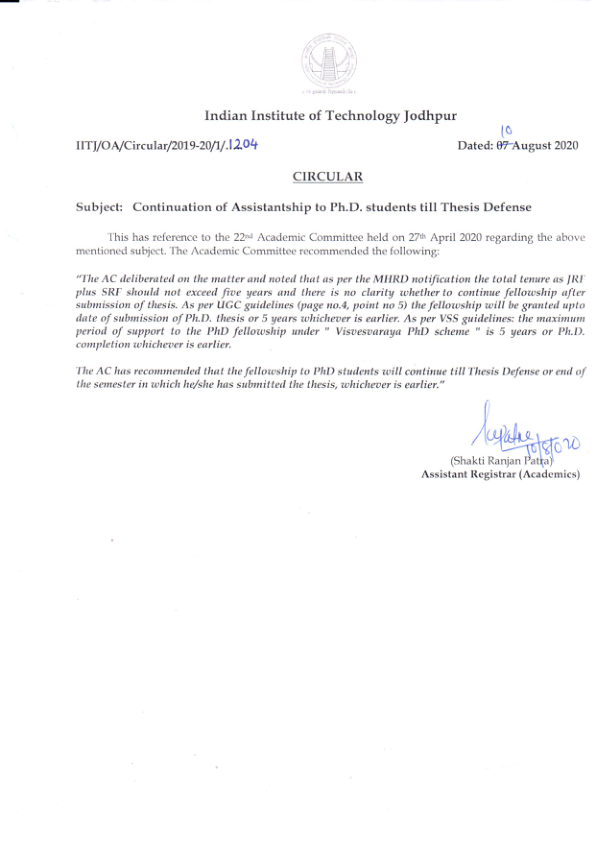 Indian Institute of Technology Jodhpur
IITJ/OA/Circular/2019-20/1/.1204
10
Dated: 07 August 2020
CIRCULAR
Subject: Continuation of Assistantship to Ph.D. students till Thesis Defense
This has reference to the 22nd Academic Committee held on 27th April 2020 regarding the above
mentioned subject. The Academic Committee recommended the following:
"The AC deliberated on the matter and noted that as per the MHRD notification the total tenure as JRF
plus SRF should not exceed five years and there is no clarity whether to continue fellowship after
submission of thesis. As per UGC guidelines (page no.4, point no 5) the fellowship will be granted upto
date of submission of Ph.D. thesis or 5 years whichever is earlier. As per VSS guidelines: the maximum
period of support to the PhD fellowship under " Visvesvaraya PhD scheme " is 5 years or Ph.D.
completion whichever is earlier.
The AC has recommended that the fellowship to PhD students will continue till Thesis Defense or end of
the semester in which he/she has submitted the thesis, whichever is earlier."
10/8/020
(Shakti Ranjan Patra)
Assistant Registrar (Academics)